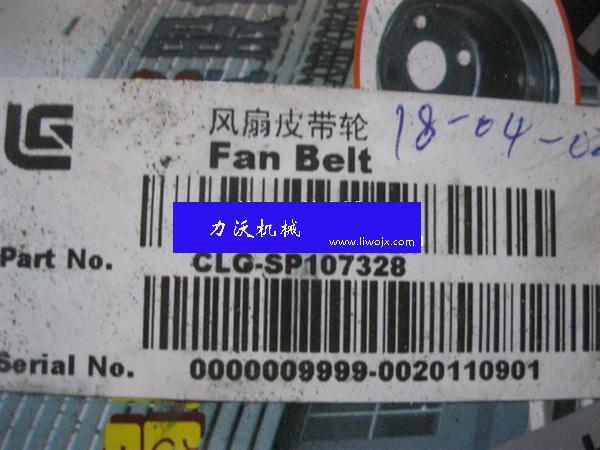 风扇皮带轮
Fan Belt
18-04-0
力沃机械
www.liwojx.com
Part No. CLG-SP107328
Serial No. 0000009999-0020110901